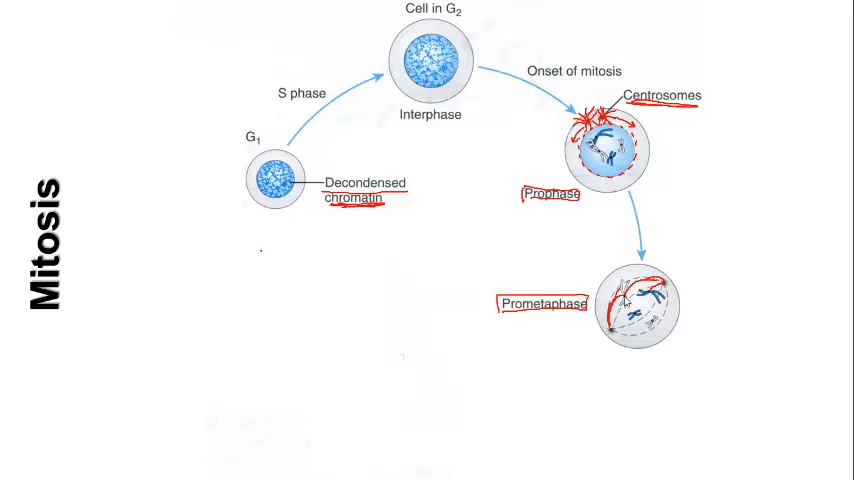 Cell in G2
Onset of mitosis
S phase
Centrosomes
Interphase
G1
Decondensed
chromatin
Prophase
Mitosis
Prometaphase